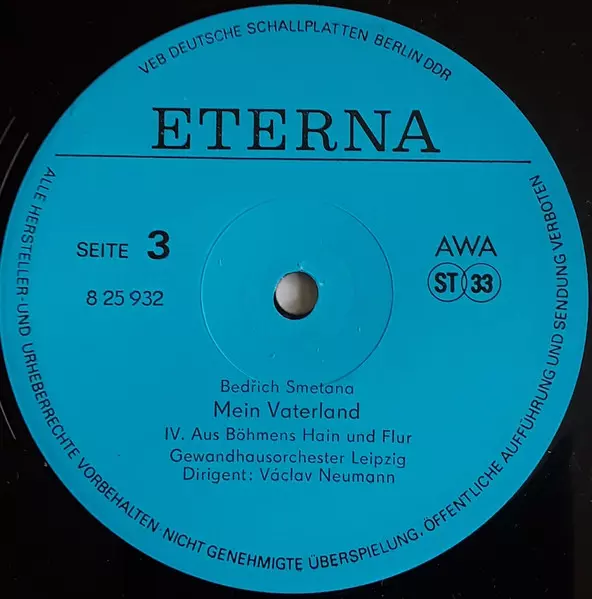 VEB DEUTSCHE SCHALLPLATTEN BERLIN DDR
ETERNA
SEITE 3
AWA
8 25 932
ST 33
Bedřich Smetana
Mein Vaterland
IV. Aus Böhmens Hain und Flur
Gewandhausorchester Leipzig
Dirigent: Václav Neumann
ALLE HERSTELLER- UND URHEBERRECHTE VORBEHALTEN · NICHT GENEHMIGTE ÜBERSPIELUNG, ÖFFENTLICHE AUFFÜHRUNG UND SENDUNG VERBOTEN